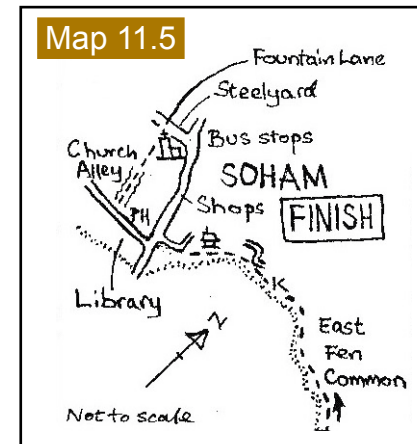 Map 11.5
Fountain Lane
Steelyard
Bus stops
Church
Alley
SOHAM
Shops
PH
FINISH
Library
K
N
East
Fen
Common
Not to scale